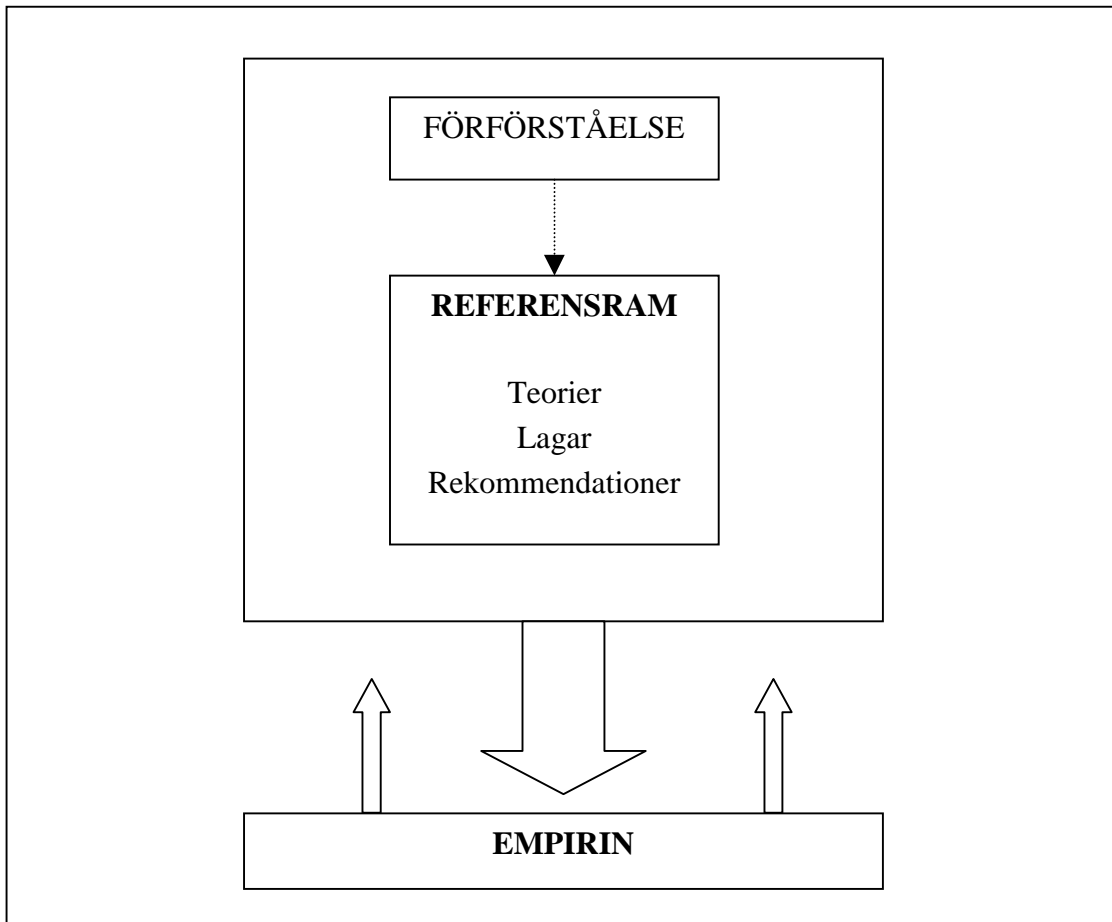 FÖRFÖRSTÅELSE
REFERENSRAM
Teorier
Lagar
Rekommendationer
EMPIRIN